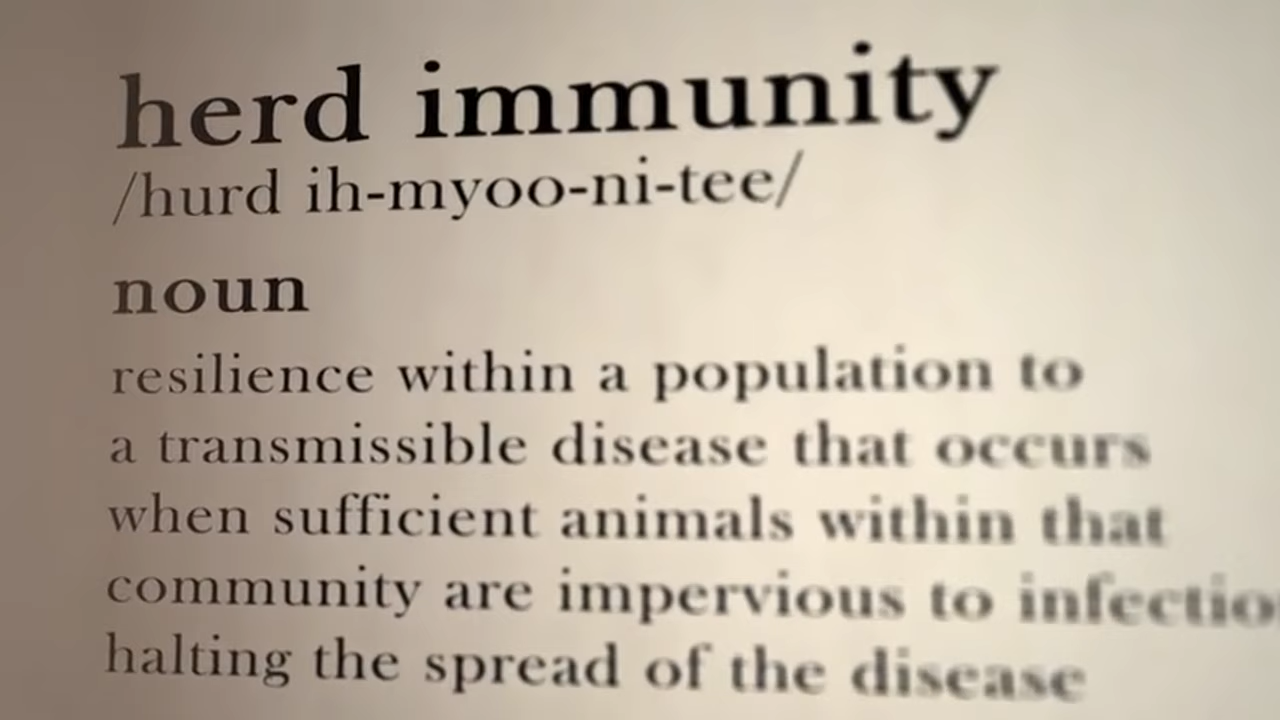 herd immunity
/hurd ih-myoo-ni-tee/
noun
resilience within a population to
a transmissible disease that occurs
when sufficient animals within that
community are impervious to infectio
halting the spread of the disease